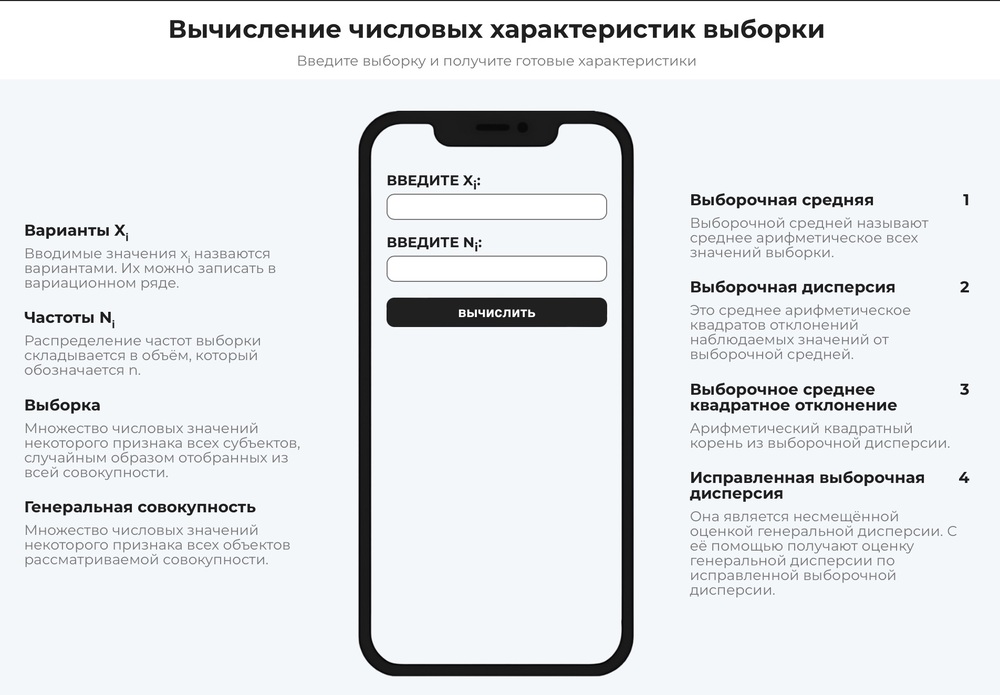 Вычисление числовых характеристик выборки
Введите выборку и получите готовые характеристики
Варианты Xi
Вводимые значения xi назваются
вариантами. Их можно записать в
вариационном ряде.
Частоты Ni
Распределение частот выборки
складывается в объём, который
обозначается n.
Выборка
Множество числовых значений
некоторого признака всех субъектов,
случайным образом отобранных из
всей совокупности.
Генеральная совокупность
Множество числовых значений
некоторого признака всех объектов
рассматриваемой совокупности.
ВВЕДИТЕ Xi:
ВВЕДИТЕ Ni:
ВЫЧИСЛИТЬ
Выборочная средняя 1
Выборочной средней называют
среднее арифметическое всех
значений выборки.
Выборочная дисперсия 2
Это среднее арифметическое
квадратов отклонений
наблюдаемых значений от
выборочной средней.
Выборочное среднее 3
квадратное отклонение
Арифметический квадратный
корень из выборочной дисперсии.
Исправленная выборочная 4
дисперсия
Она является несмещённой
оценкой генеральной дисперсии. С
её помощью получают оценку
генеральной дисперсии по
исправленной выборочной
дисперсии.